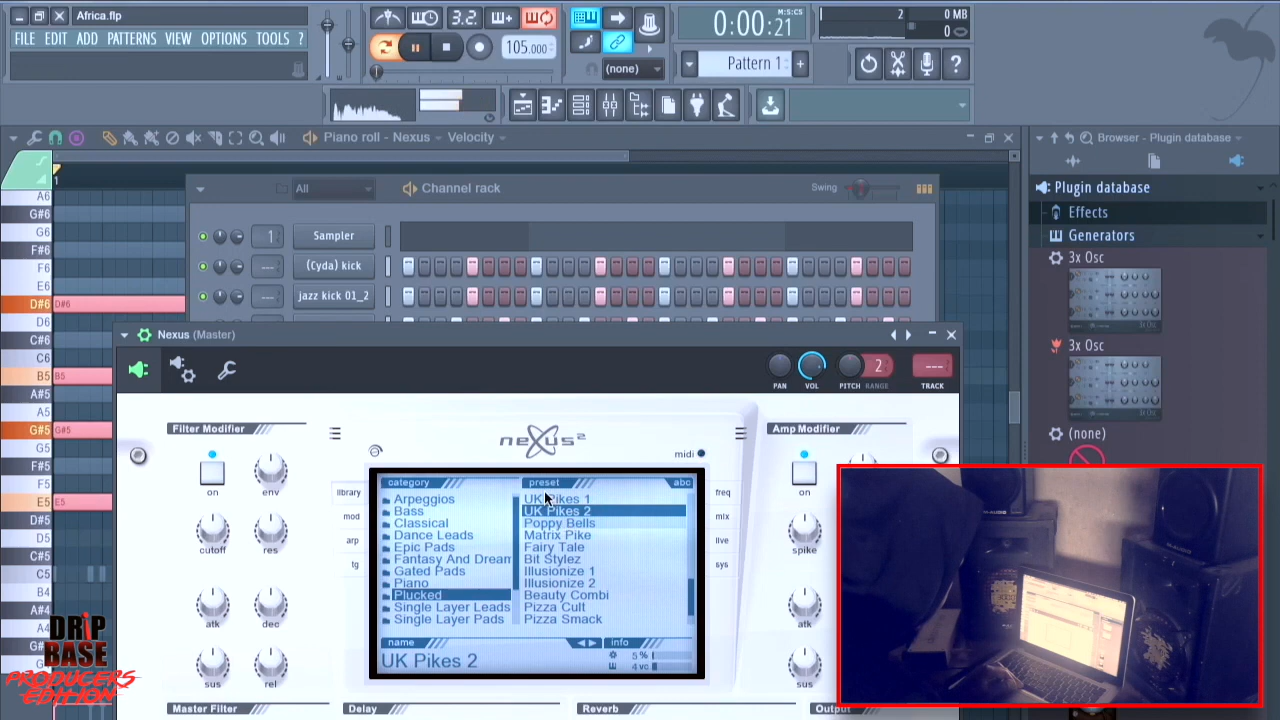 Africa.flp
FILE EDIT ADD PATTERNS VIEW OPTIONS TOOLS ?
3.2.
105.000
(none)
0:00:21
M:S:CS
Pattern 1
2
0 MB
0
Piano roll - Nexus
Velocity
Browser - Plugin database
1
All
Channel rack
Swing
Plugin database
Effects
Generators
3x Osc
3x Osc
(none)
1
Sampler
---
(Cyda) kick
---
jazz kick 01_2
A6
G#6
G6
F#6
F6
E6
D#6
D#6
D6
C#6
C6
B5
B5
A#5
A5
G#5
G#5
G5
F#5
F5
E5
E5
D#5
D5
C#5
C5
B4
A#4
A4
Nexus (Master)
PAN
VOL
PITCH
RANGE
2
---
TRACK
Filter Modifier
on
env
cutoff
res
atk
dec
sus
rel
nexus²
midi
library
mod
arp
tg
freq
mix
live
sys
category
Arpeggios
Bass
Classical
Dance Leads
Epic Pads
Fantasy And Dream
Gated Pads
Piano
Plucked
Single Layer Leads
Single Layer Pads
preset
abc
UK Pikes 1
UK Pikes 2
Poppy Bells
Matrix Pike
Fairy Tale
Bit Stylez
Illusionize 1
Illusionize 2
Beauty Combi
Pizza Cult
Pizza Smack
name
UK Pikes 2
info
5 %
4 vc
Amp Modifier
on
spike
atk
sus
Master Filter
Delay
Reverb
Output
DRIP
BASE
PRODUCERS
EDITION
M-AUDIO